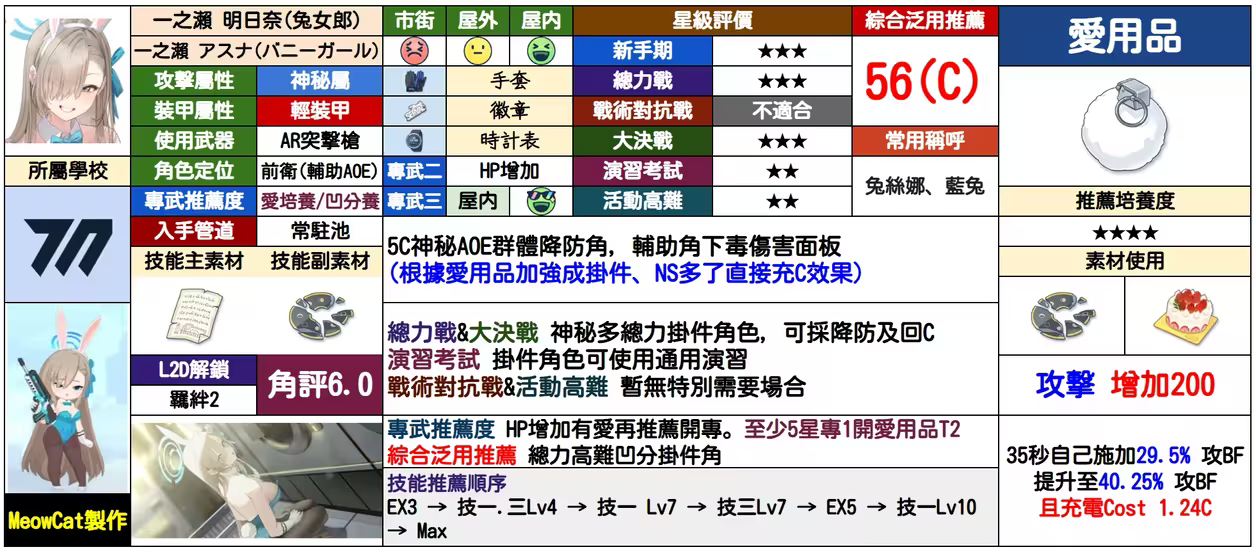 一之瀨 明日奈(兔女郎)
一之瀬 アスナ(バニーガール)
攻擊屬性 神秘屬
裝甲屬性 輕裝甲
使用武器 AR突擊槍
角色定位 前衛(輔助AOE)
專武推薦度 愛培養/凹分養
入手管道 常駐池
技能主素材 技能副素材
L2D解鎖
羈絆2
角評6.0
所屬學校
MeowCat製作
市街 屋外 屋內
手套
徽章
時計表
專武二 HP增加
專武三 屋内
星級評價
新手期 ★★★
總力戰 ★★★
戰術對抗戰 不適合
大決戰 ★★★
演習考試 ★★
活動高難 ★★
綜合泛用推薦
56(C)
常用稱呼
兔絲娜、藍兔
5C神秘AOE群體降防角，輔助角下毒傷害面板
(根據愛用品加強成掛件、NS多了直接充C效果)
總力戰&大決戰 神秘多總力掛件角色，可採降防及回C
演習考試 掛件角色可使用通用演習
戰術對抗戰&活動高難 暫無特別需要場合
專武推薦度 HP增加有愛再推薦開專。至少5星專1開愛用品T2
綜合泛用推薦 總力高難凹分掛件角
技能推薦順序
EX3 → 技一.三Lv4 → 技一 Lv7 → 技三Lv7 → EX5 → 技一Lv10
→ Max
愛用品
推薦培養度
★★★★
素材使用
攻擊 增加200
35秒自己施加29.5% 攻BF
提升至40.25% 攻BF
且充電Cost 1.24C